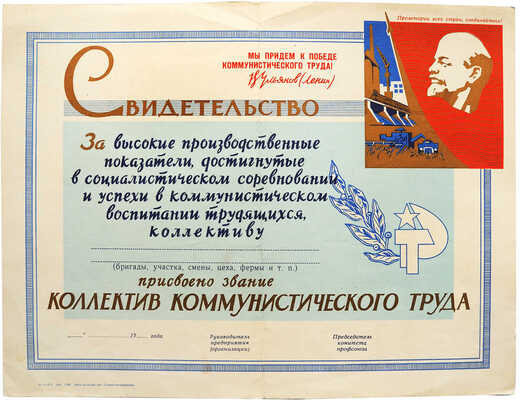 Пролетарии всех стран, соединяйтесь!
МЫ ПРИДЕМ К ПОБЕДЕ
КОММУНИСТИЧЕСКОГО ТРУДА!
В. Ульянов (Ленин)
СВИДЕТЕЛЬСТВО
За высокие производственные
показатели, достигнутые
в социалистическом соревновании
и успехи в коммунистическом
воспитании трудящихся,
коллективу
(бригады, участка, смены, цеха, фермы и т. п.)
присвоено звание
КОЛЛЕКТИВ КОММУНИСТИЧЕСКОГО ТРУДА
" " 19 года
Руководитель
предприятия
(организации)
Председатель
комитета
профсоюза